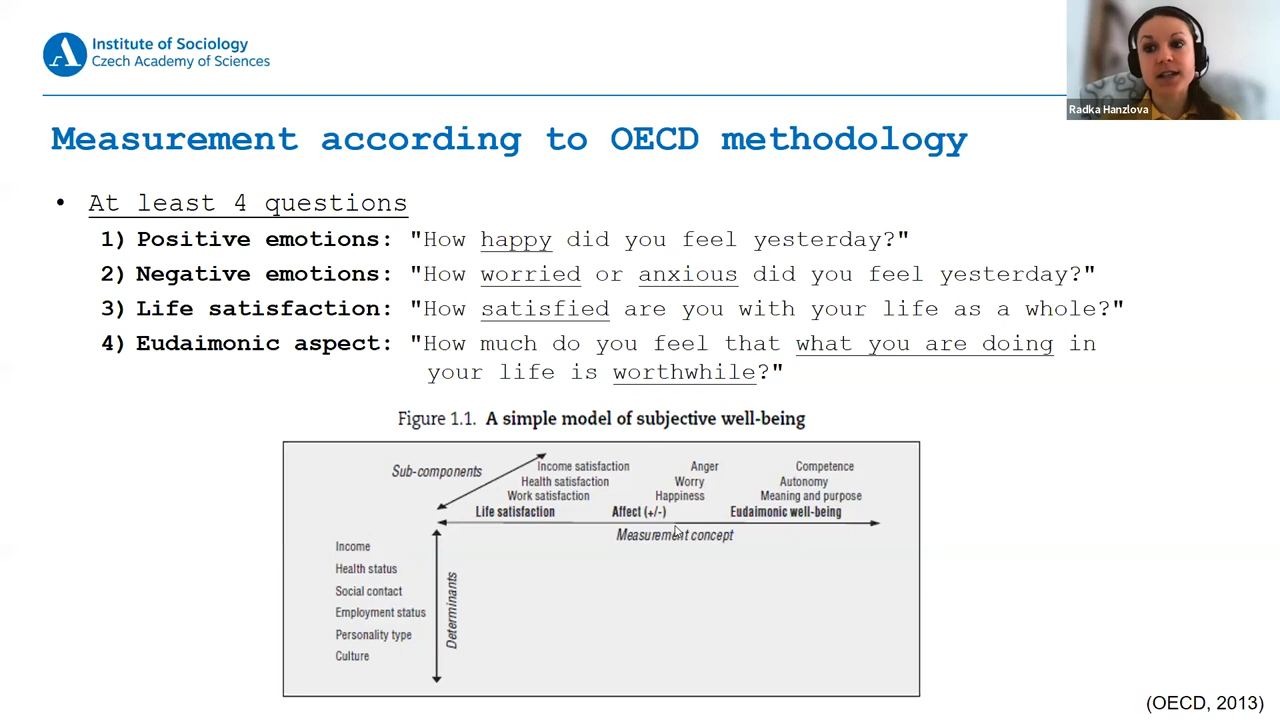 Institute of Sociology
Czech Academy of Sciences
Radka Hanzlova
Measurement according to OECD methodology
• At least 4 questions
1) Positive emotions: "How happy did you feel yesterday?"
2) Negative emotions: "How worried or anxious did you feel yesterday?"
3) Life satisfaction: "How satisfied are you with your life as a whole?"
4) Eudaimonic aspect: "How much do you feel that what you are doing in
your life is worthwhile?"
Figure 1.1. A simple model of subjective well-being
Sub-components
Income satisfaction Anger Competence
Health satisfaction Worry Autonomy
Work satisfaction Happiness Meaning and purpose
Life satisfaction Affect (+/-) Eudaimonic well-being
Measurement concept
Income
Health status
Social contact
Employment status
Personality type
Culture
Determinants
(OECD, 2013)